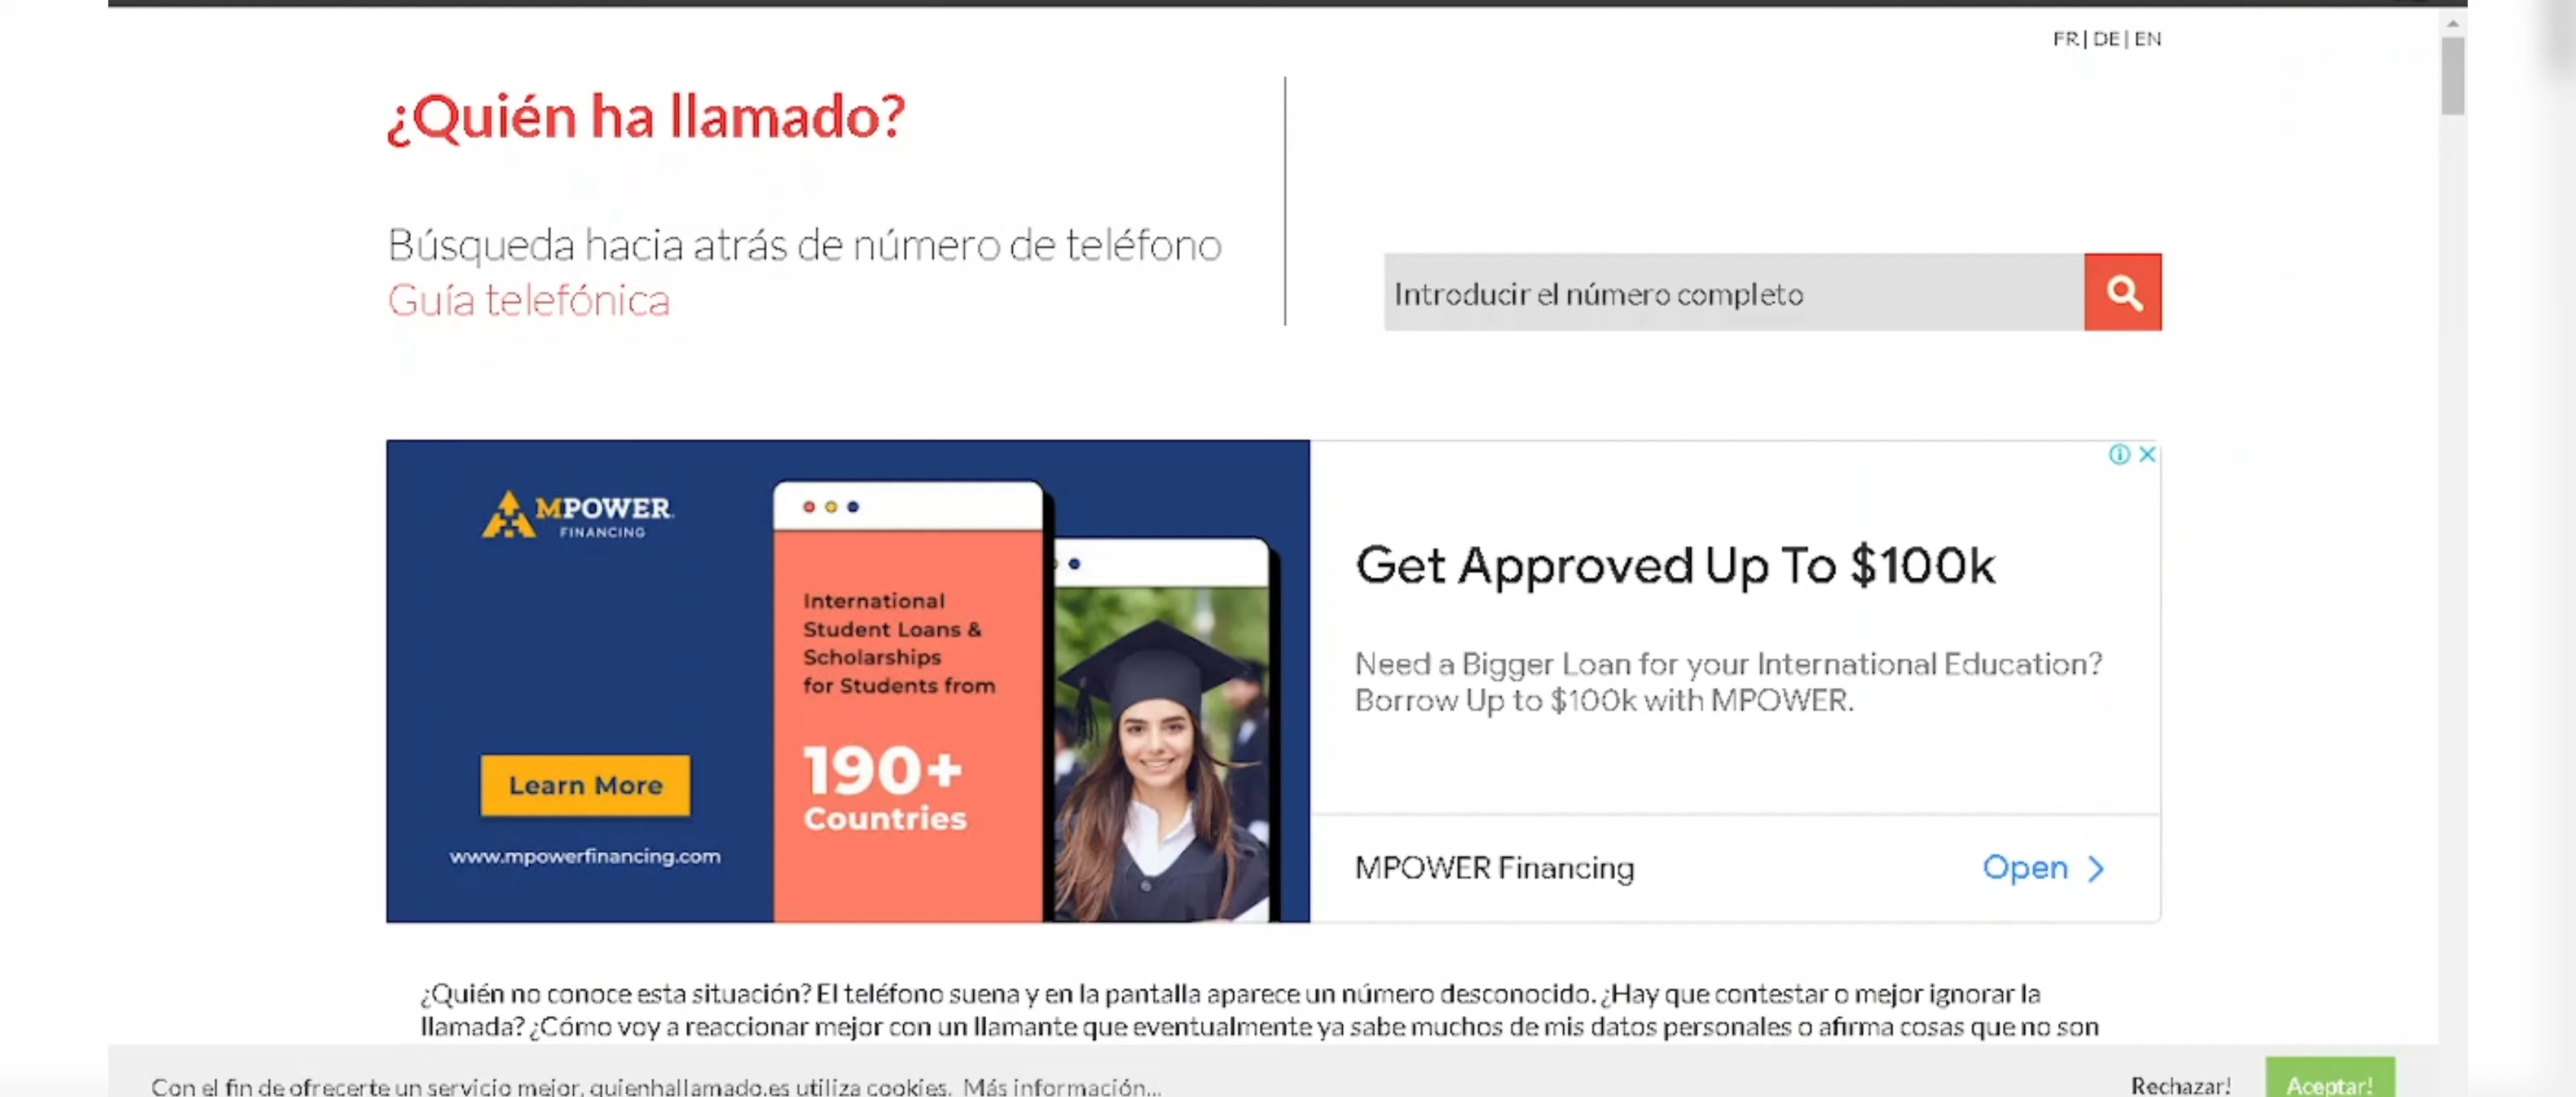 FR| DE| EN
¿Quién ha llamado?
Búsqueda hacia atrás de número de teléfono
Guía telefónica
Introducir el número completo
MPOWER
FINANCING
International
Student Loans &
Scholarships
for Students from
190+
Countries
Learn More
www.mpowerfinancing.com
Get Approved Up To $100k
Need a Bigger Loan for your International Education?
Borrow Up to $100k with MPOWER.
MPOWER Financing
Open
¿Quién no conoce esta situación? El teléfono suena y en la pantalla aparece un número desconocido. ¿Hay que contestar o mejor ignorar la
llamada? ¿Cómo voy a reaccionar mejor con un llamante que eventualmente ya sabe muchos de mis datos personales o afirma cosas que no son
Con el fin de ofrecerte un servicio mejor, quienhallamado.es utiliza cookies. Más información...
Rechazar!
Aceptar!